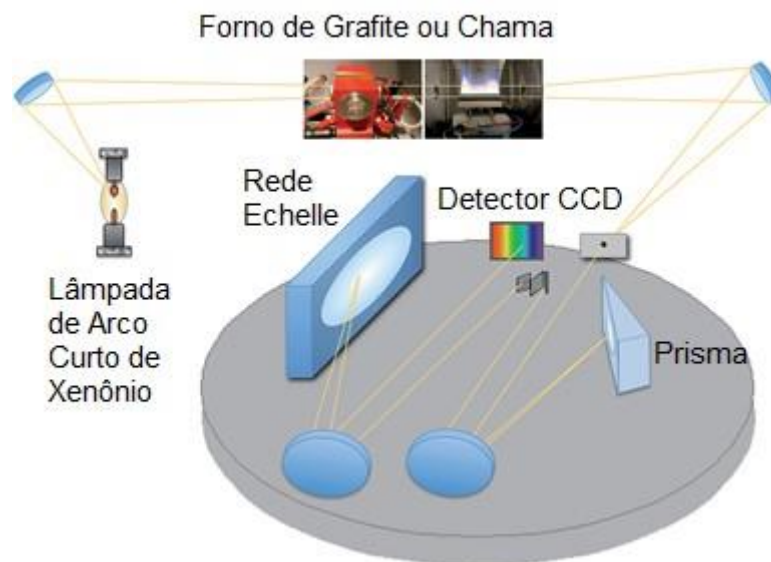 Forno de Grafite ou Chama
Rede
Echelle
Detector CCD
Lâmpada
de Arco
Curto de
Xenônio
Prisma